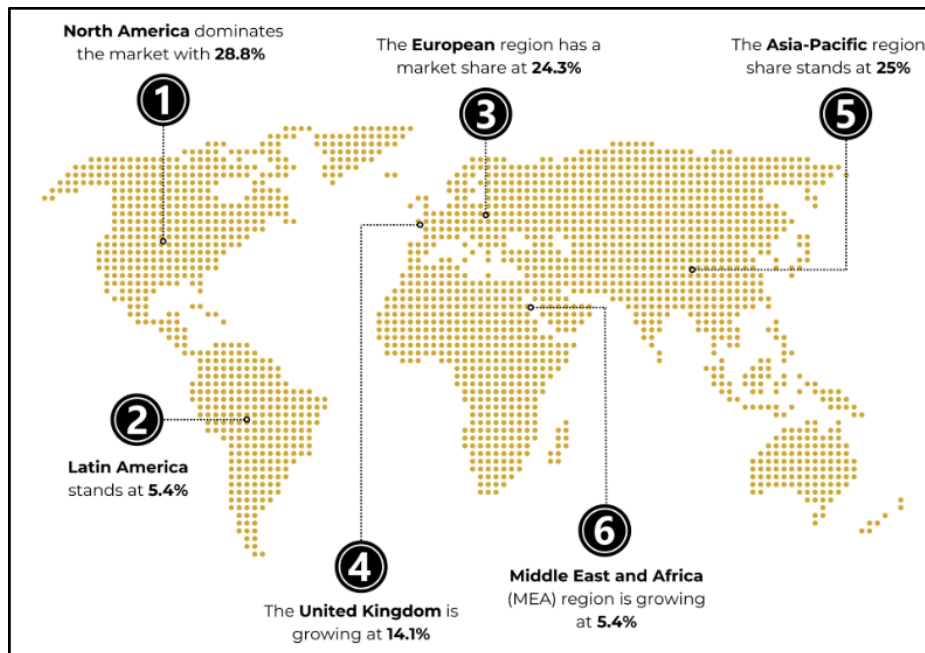 North America dominates
the market with 28.8%
1
The European region has a
market share at 24.3%
3
The Asia-Pacific region
share stands at 25%
5
2
Latin America
stands at 5.4%
4
The United Kingdom is
growing at 14.1%
6
Middle East and Africa
(MEA) region is growing
at 5.4%